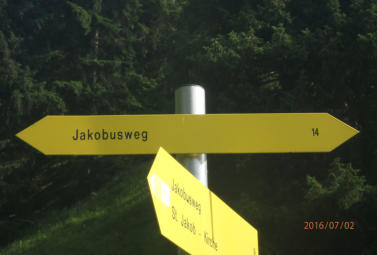 Jakobusweg 14
Jakobusweg
St. Jakob - Kirche
2016/07/02